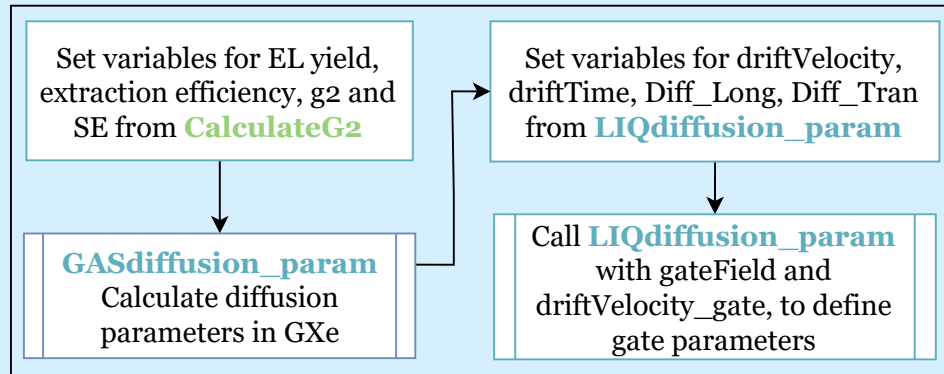 Set variables for EL yield,
extraction efficiency, g2 and
SE from CalculateG2
GASdiffusion_param
Calculate diffusion
parameters in GXe
Set variables for driftVelocity,
driftTime, Diff_Long, Diff_Tran
from LIQdiffusion_param
Call LIQdiffusion_param
with gateField and
driftVelocity_gate, to define
gate parameters